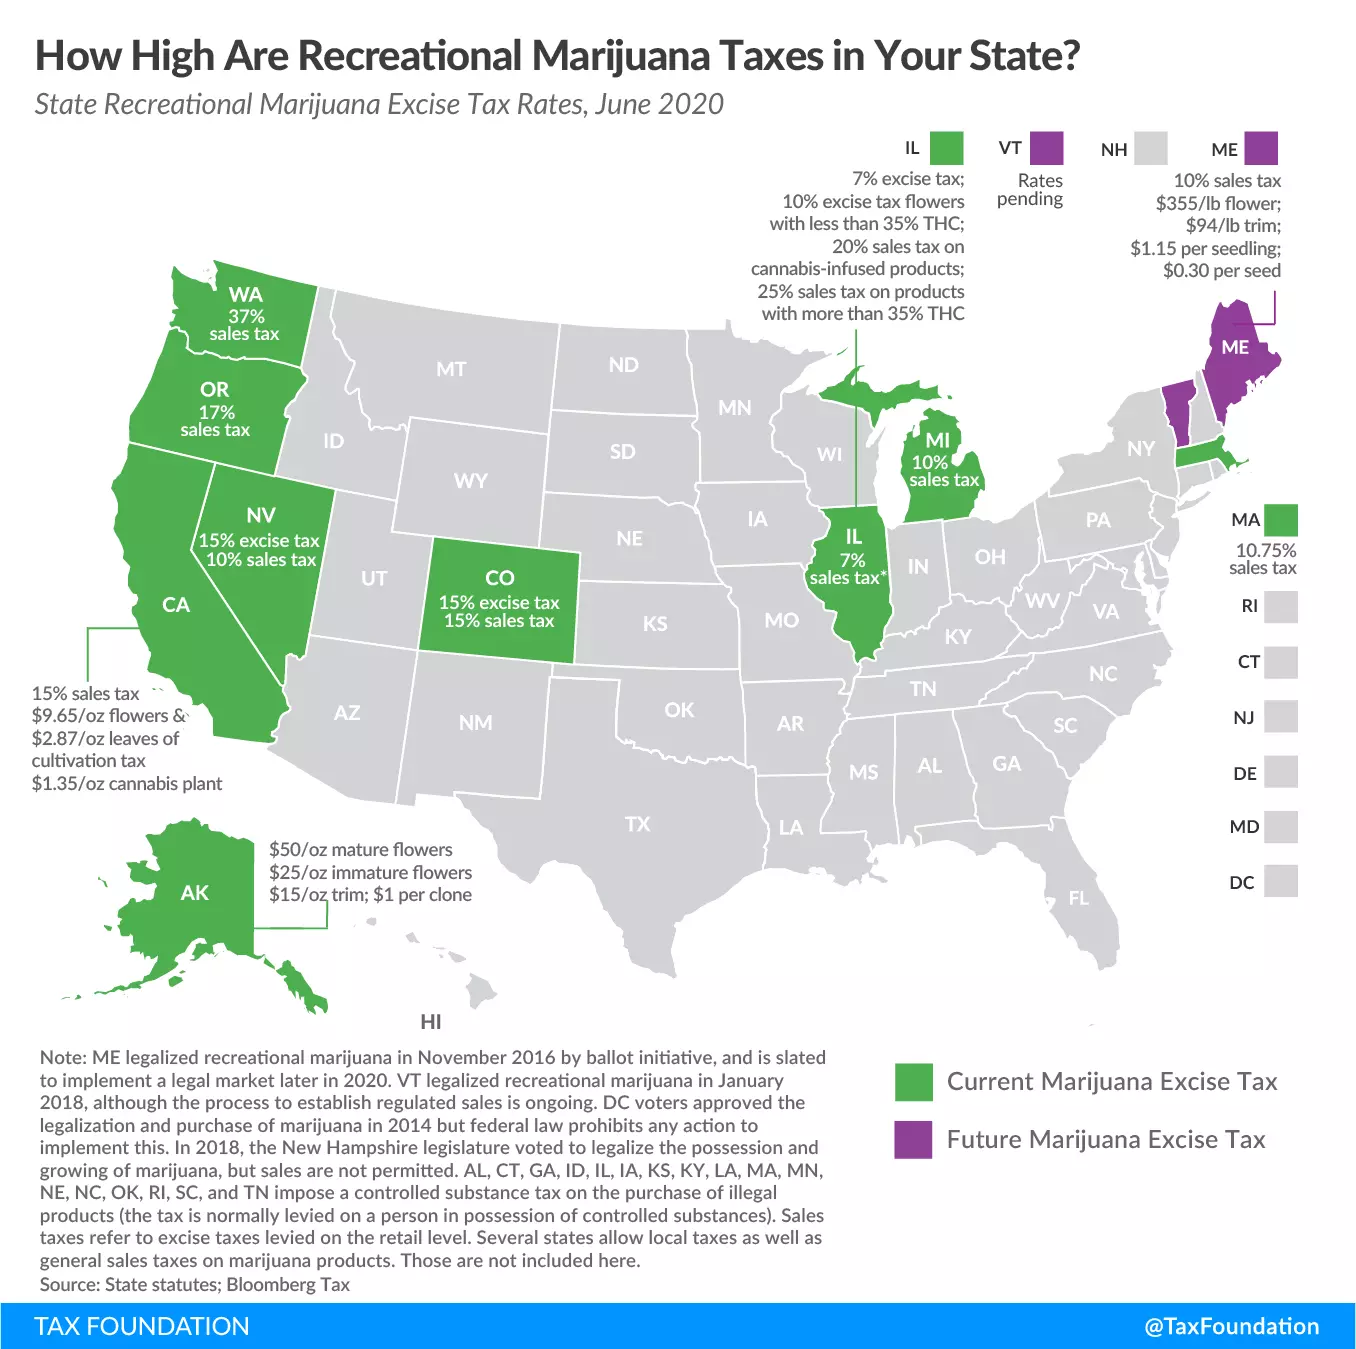 How High Are Recreational Marijuana Taxes in Your State?
State Recreational Marijuana Excise Tax Rates, June 2020
IL
7% excise tax;
10% excise tax flowers
with less than 35% THC;
20% sales tax on
cannabis-infused products;
25% sales tax on products
with more than 35% THC
VT
Rates
pending
NH
ME
10% sales tax
$355/lb flower;
$94/lb trim;
$1.15 per seedling;
$0.30 per seed
WA
37%
sales tax
OR
17%
sales tax
NV
15% excise tax
10% sales tax
CA
15% sales tax
$9.65/oz flowers &
$2.87/oz leaves of
cultivation tax
$1.35/oz cannabis plant
ID
MT
WY
UT
CO
15% excise tax
15% sales tax
AZ
NM
ND
SD
NE
KS
OK
TX
MN
IA
MO
AR
LA
WI
IL
7%
sales tax*
MI
10%
sales tax
IN
OH
KY
TN
MS
AL
GA
FL
SC
NC
VA
WV
PA
NY
ME
MA
10.75%
sales tax
RI
CT
NJ
DE
MD
DC
AK
$50/oz mature flowers
$25/oz immature flowers
$15/oz trim; $1 per clone
HI
Note: ME legalized recreational marijuana in November 2016 by ballot initiative, and is slated
to implement a legal market later in 2020. VT legalized recreational marijuana in January
2018, although the process to establish regulated sales is ongoing. DC voters approved the
legalization and purchase of marijuana in 2014 but federal law prohibits any action to
implement this. In 2018, the New Hampshire legislature voted to legalize the possession and
growing of marijuana, but sales are not permitted. AL, CT, GA, ID, IL, IA, KS, KY, LA, MA, MN,
NE, NC, OK, RI, SC, and TN impose a controlled substance tax on the purchase of illegal
products (the tax is normally levied on a person in possession of controlled substances). Sales
taxes refer to excise taxes levied on the retail level. Several states allow local taxes as well as
general sales taxes on marijuana products. Those are not included here.
Source: State statutes; Bloomberg Tax
Current Marijuana Excise Tax
Future Marijuana Excise Tax
TAX FOUNDATION
@TaxFoundation